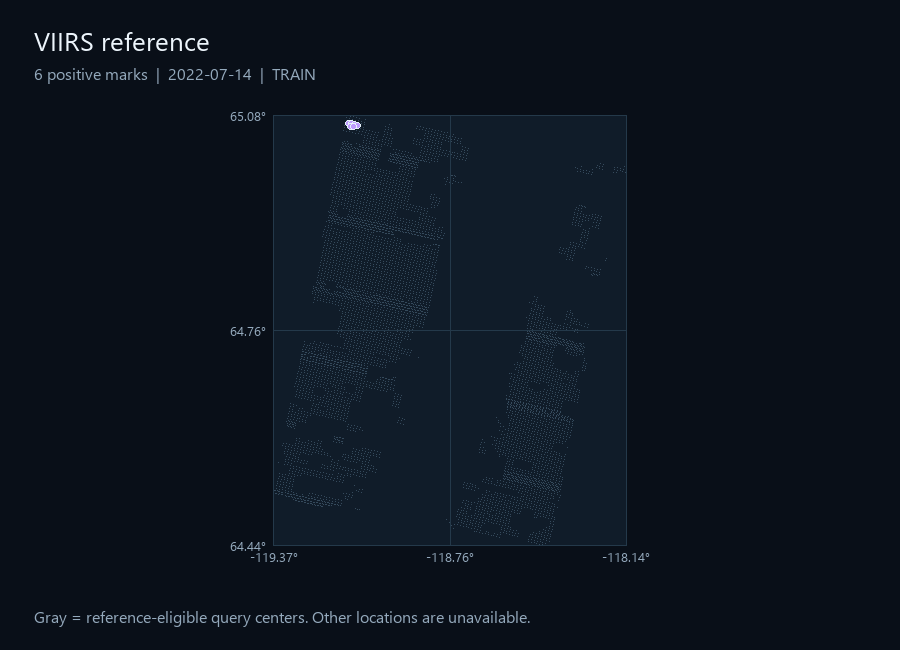 VIIRS reference
6 positive marks | 2022-07-14 | TRAIN
65.08°
64.76°
64.44°
-119.37° -118.76° -118.14°
Gray = reference-eligible query centers. Other locations are unavailable.